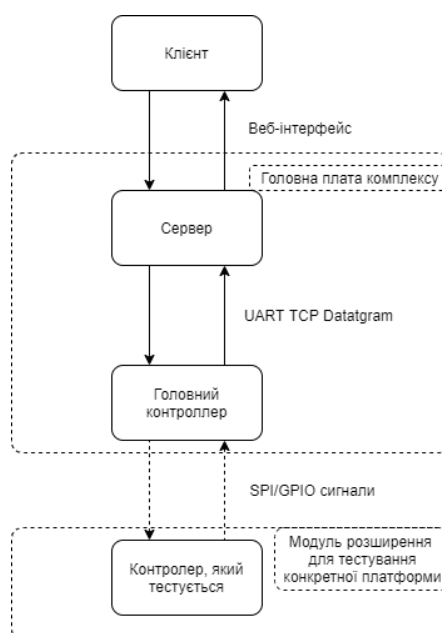 Клієнт
Веб-інтерфейс
Головна плата комплексу
Сервер
UART TCP Datatgram
Головний
контроллер
SPI/GPIO сигнали
Модуль розширення
для тестування
конкретної платформи
Контролер, який
тестується